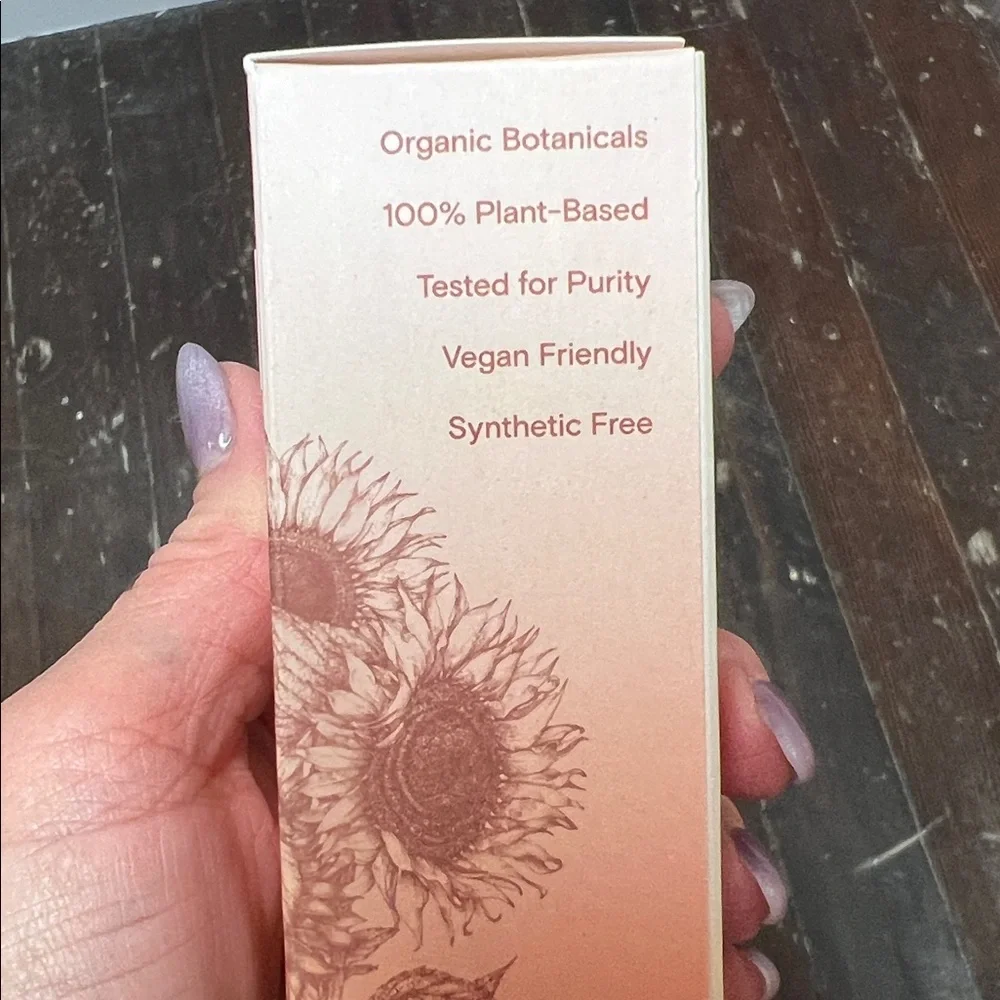 Organic Botanicals
100% Plant-Based
Tested for Purity
Vegan Friendly
Synthetic Free